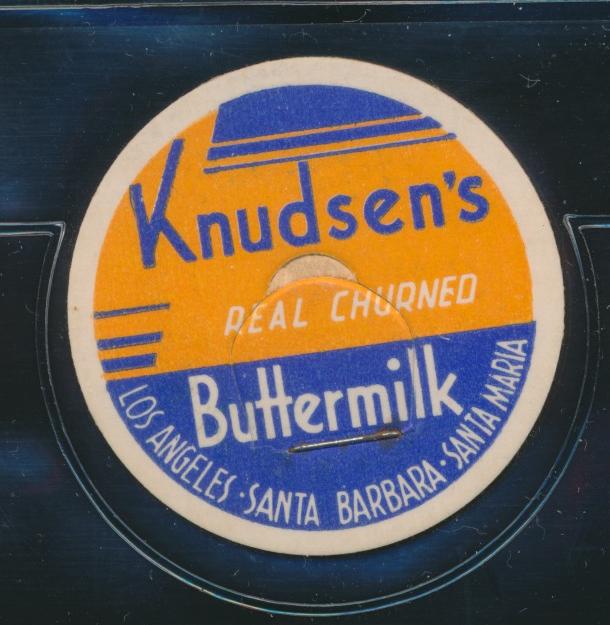 Knudsen's
REAL CHURNED
Buttermilk
LOS ANGELES · SANTA BARBARA · SANTA MARIA